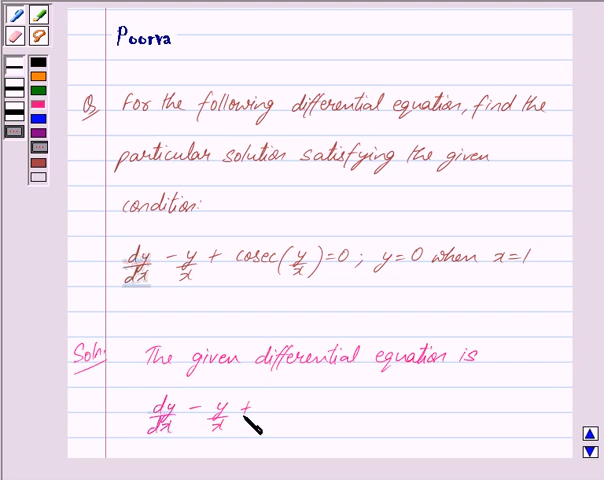 Poorva
Q For the following differential equation, find the
particular solution satisfying the given
condition:
dy/dx - y/x + cosec(y/x) = 0 ; y = 0 when x = 1
Soln: The given differential equation is
dy/dx - y/x +